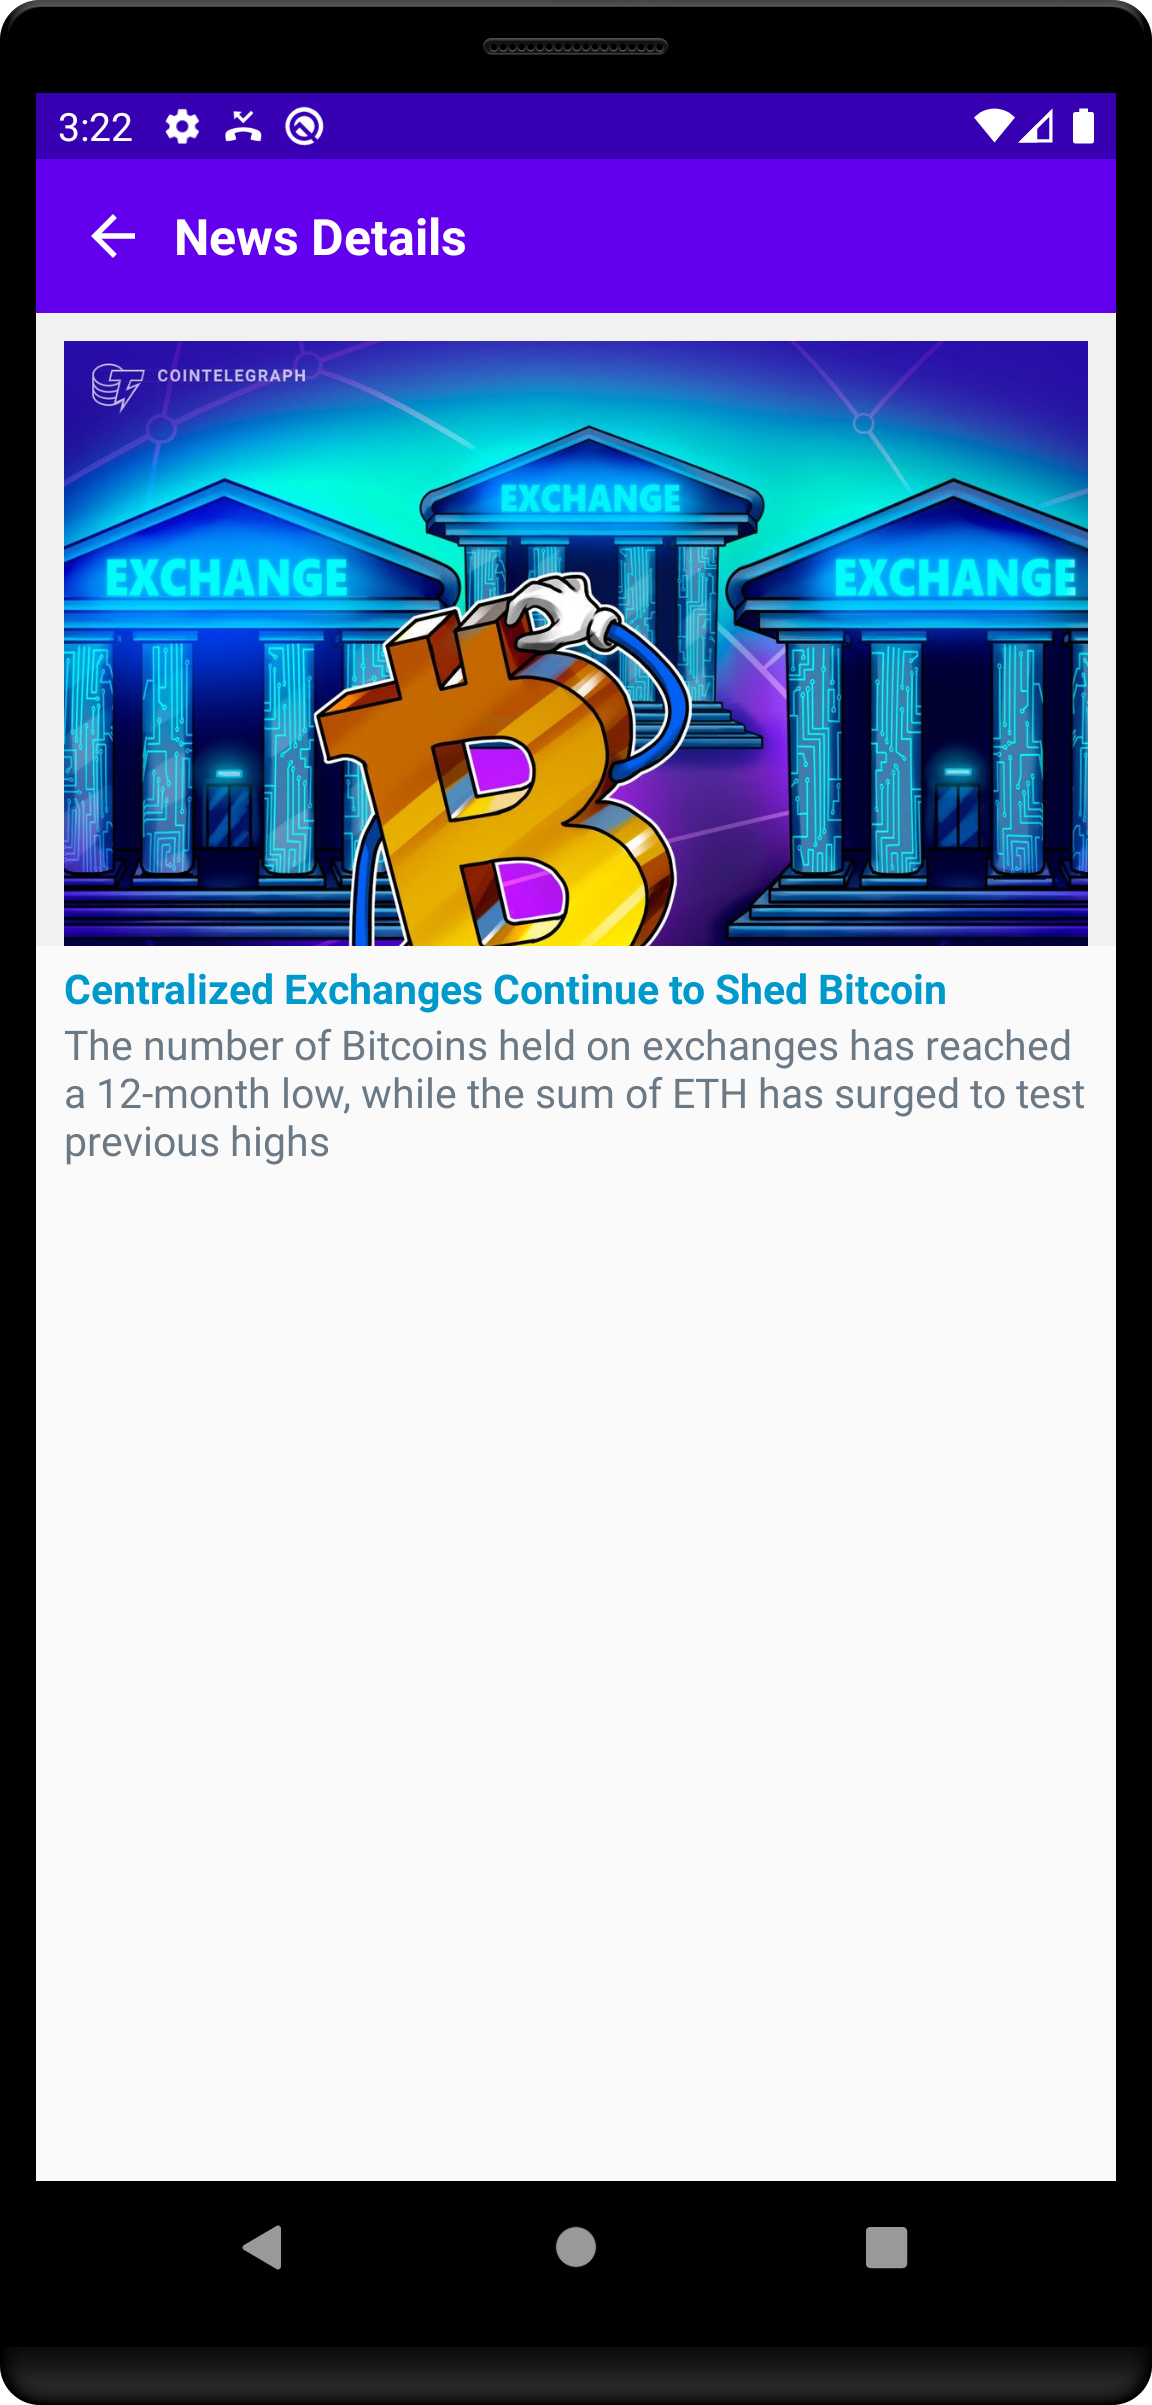 3:22
News Details
COINTELEGRAPH
EXCHANGE
EXCHANGE
EXCHANGE
Centralized Exchanges Continue to Shed Bitcoin
The number of Bitcoins held on exchanges has reached
a 12-month low, while the sum of ETH has surged to test
previous highs